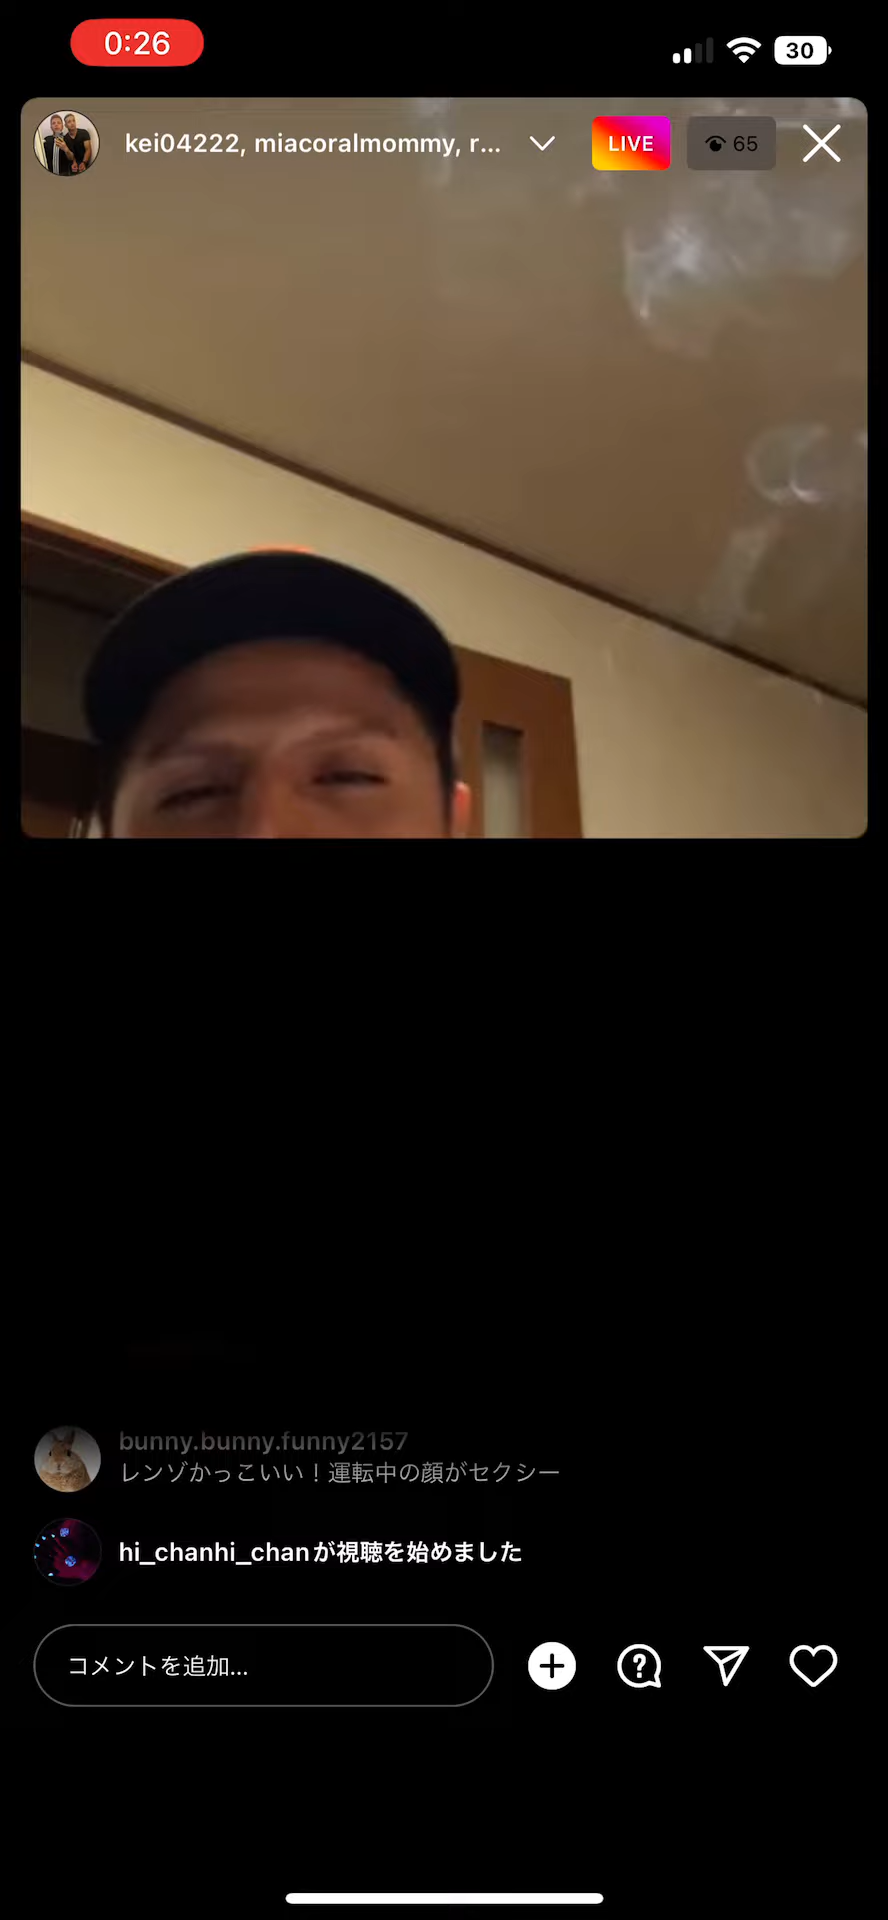 0:26
30
kei04222, miacoralmommy, r...
LIVE
65
bunny.bunny.funny2157
レンゾかっこいい！運転中の顔がセクシー
hi_chanhi_chanが視聴を始めました
コメントを追加...